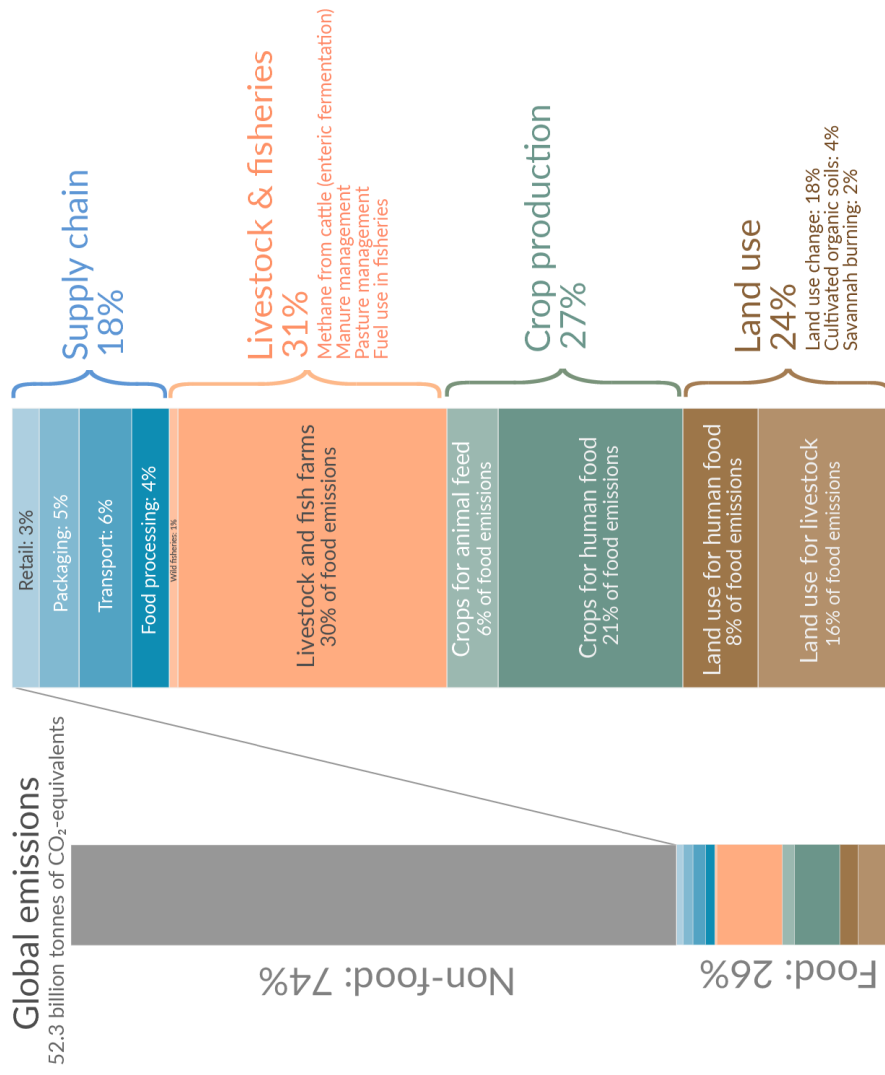 Global emissions
52.3 billion tonnes of CO₂-equivalents
Non-food: 74%
Food: 26%
Retail: 3%
Packaging: 5%
Transport: 6%
Food processing: 4%
Wild fisheries: 1%
Livestock and fish farms
30% of food emissions
Crops for animal feed
6% of food emissions
Crops for human food
21% of food emissions
Land use for human food
8% of food emissions
Land use for livestock
16% of food emissions
Supply chain
18%
Livestock & fisheries
31%
Methane from cattle (enteric fermentation)
Manure management
Pasture management
Fuel use in fisheries
Crop production
27%
Land use
24%
Land use change: 18%
Cultivated organic soils: 4%
Savannah burning: 2%